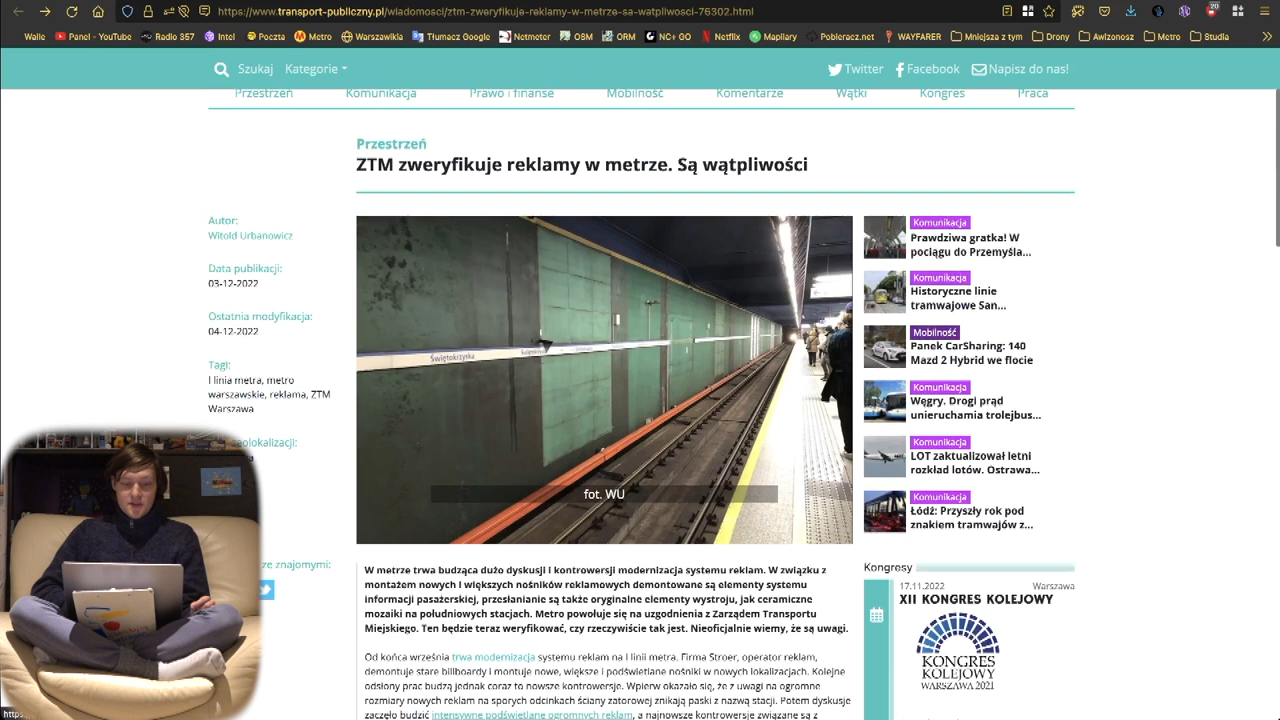 https://www.transport-publiczny.pl/wiadomosci/ztm-zweryfikuje-reklamy-w-metrze-sa-watpliwosci-76302.html
20
Walle Panel - YouTube Radio 357 Intel Poczta Metro Warszawikia Tłumacz Google Netmeter OSM ORM NC+ GO Netflix Mapilary Pobieracz.net WAYFARER Mniejsza z tym Drony Awizonosz Metro Studia
Szukaj Kategorie Twitter Facebook Napisz do nas!
Przestrzeń Komunikacja Prawo i finanse Mobilność Komentarze Wątki Kongres Praca
Przestrzeń
ZTM zweryfikuje reklamy w metrze. Są wątpliwości
Autor:
Witold Urbanowicz
Data publikacji:
03-12-2022
Ostatnia modyfikacja:
04-12-2022
Tagi:
I linia metra, metro
warszawskie, reklama, ZTM
Warszawa
geolokalizacji:
ze znajomymi:
Świętokrzyska
fot. WU
W metrze trwa budząca dużo dyskusji i kontrowersji modernizacja systemu reklam. W związku z
montażem nowych i większych nośników reklamowych demontowane są elementy systemu
informacji pasażerskiej, przesłanianie są także oryginalne elementy wystroju, jak ceramiczne
mozaiki na południowych stacjach. Metro powołuje się na uzgodnienia z Zarządem Transportu
Miejskiego. Ten będzie teraz weryfikować, czy rzeczywiście tak jest. Nieoficjalnie wiemy, że są uwagi.
Od końca września trwa modernizacja systemu reklam na I linii metra. Firma Stroer, operator reklam,
demontuje stare billboardy i montuje nowe, większe i podświetlane nośniki w nowych lokalizacjach. Kolejne
odsłony prac budzą jednak coraz to nowsze kontrowersje. Wpierw okazało się, że z uwagi na ogromne
rozmiary nowych reklam na sporych odcinkach ściany zatorowej znikają paski z nazwą stacji. Potem dyskusje
zaczęło budzić intensywne podświetlane ogromnych reklam, a najnowsze kontrowersje związane są z
Komunikacja
Prawdziwa gratka! W
pociągu do Przemyśla...
Komunikacja
Historyczne linie
tramwajowe San...
Mobilność
Panek CarSharing: 140
Mazd 2 Hybrid we flocie
Komunikacja
Węgry. Drogi prąd
unieruchamia trolejbus...
Komunikacja
LOT zaktualizował letni
rozkład lotów. Ostrawa...
Komunikacja
Łódź: Przyszły rok pod
znakiem tramwajów z...
Kongresy
17.11.2022 Warszawa
XII KONGRES KOLEJOWY
KONGRES
KOLEJOWY
WARSZAWA 2021
https: